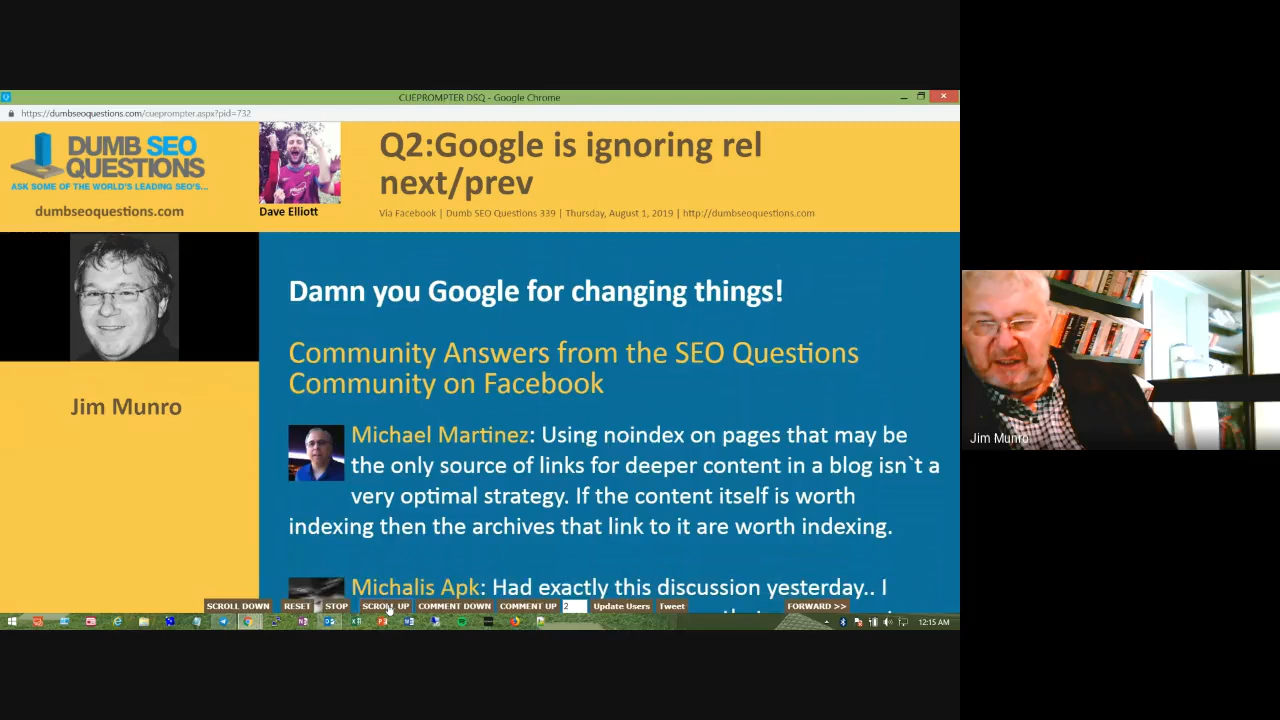 CUEPROMPTER DSQ - Google Chrome
https://dumbseoquestions.com/cueprompter.aspx?pid=732
DUMB SEO
QUESTIONS
ASK SOME OF THE WORLD'S LEADING SEO'S...
dumbseoquestions.com
Dave Elliott
Q2:Google is ignoring rel
next/prev
Via Facebook | Dumb SEO Questions 339 | Thursday, August 1, 2019 | http://dumbseoquestions.com
Jim Munro
Damn you Google for changing things!
Community Answers from the SEO Questions
Community on Facebook
Michael Martinez: Using noindex on pages that may be
the only source of links for deeper content in a blog isn`t a
very optimal strategy. If the content itself is worth
indexing then the archives that link to it are worth indexing.
Michalis Apk: Had exactly this discussion yesterday.. I
SCROLL DOWN RESET STOP SCROLL UP COMMENT DOWN COMMENT UP 2 Update Users Tweet FORWARD >>
12:15 AM
Jim Munro